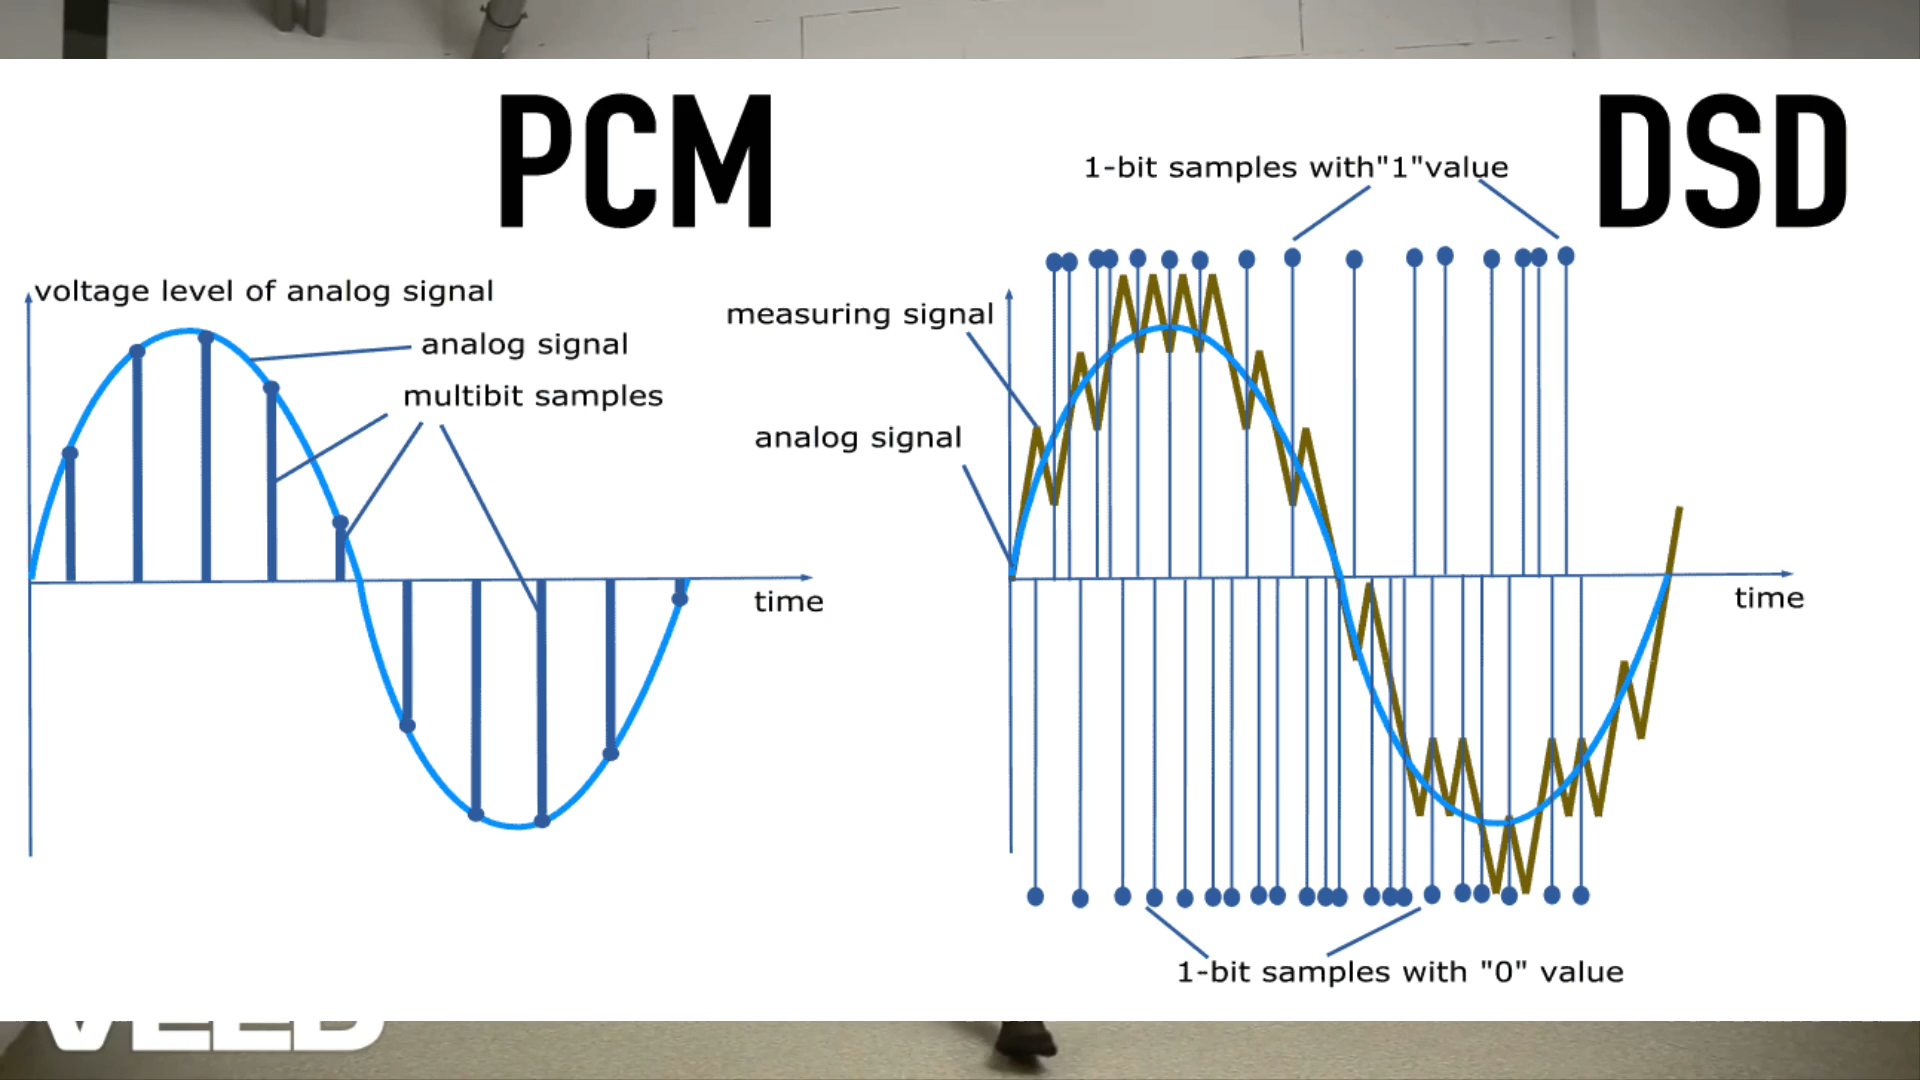 PCM
DSD
1-bit samples with"1"value
voltage level of analog signal
measuring signal
analog signal
multibit samples
analog signal
time
time
1-bit samples with "0" value
VEED